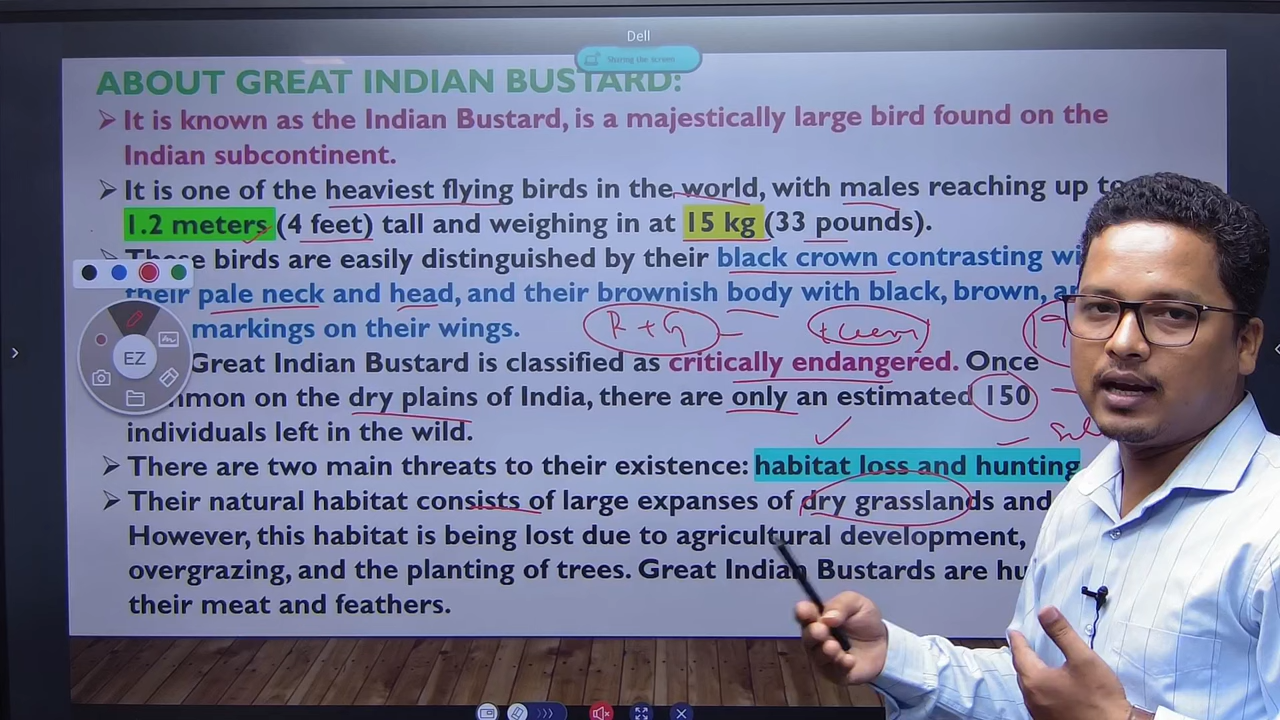 Dell
Sharing the screen
ABOUT GREAT INDIAN BUSTARD:
➢ It is known as the Indian Bustard, is a majestically large bird found on the
Indian subcontinent.
➢ It is one of the heaviest flying birds in the world, with males reaching up to
1.2 meters (4 feet) tall and weighing in at 15 kg (33 pounds).
birds are easily distinguished by their black crown contrasting
their pale neck and head, and their brownish body with black, brown,
markings on their wings.
R + G
Great Indian Bustard is classified as critically endangered. Once
on the dry plains of India, there are only an estimated 150
individuals left in the wild.
➢ There are two main threats to their existence: habitat loss and hunting
➢ Their natural habitat consists of large expanses of dry grasslands and
However, this habitat is being lost due to agricultural development,
overgrazing, and the planting of trees. Great Indian Bustards are
their meat and feathers.
EZ